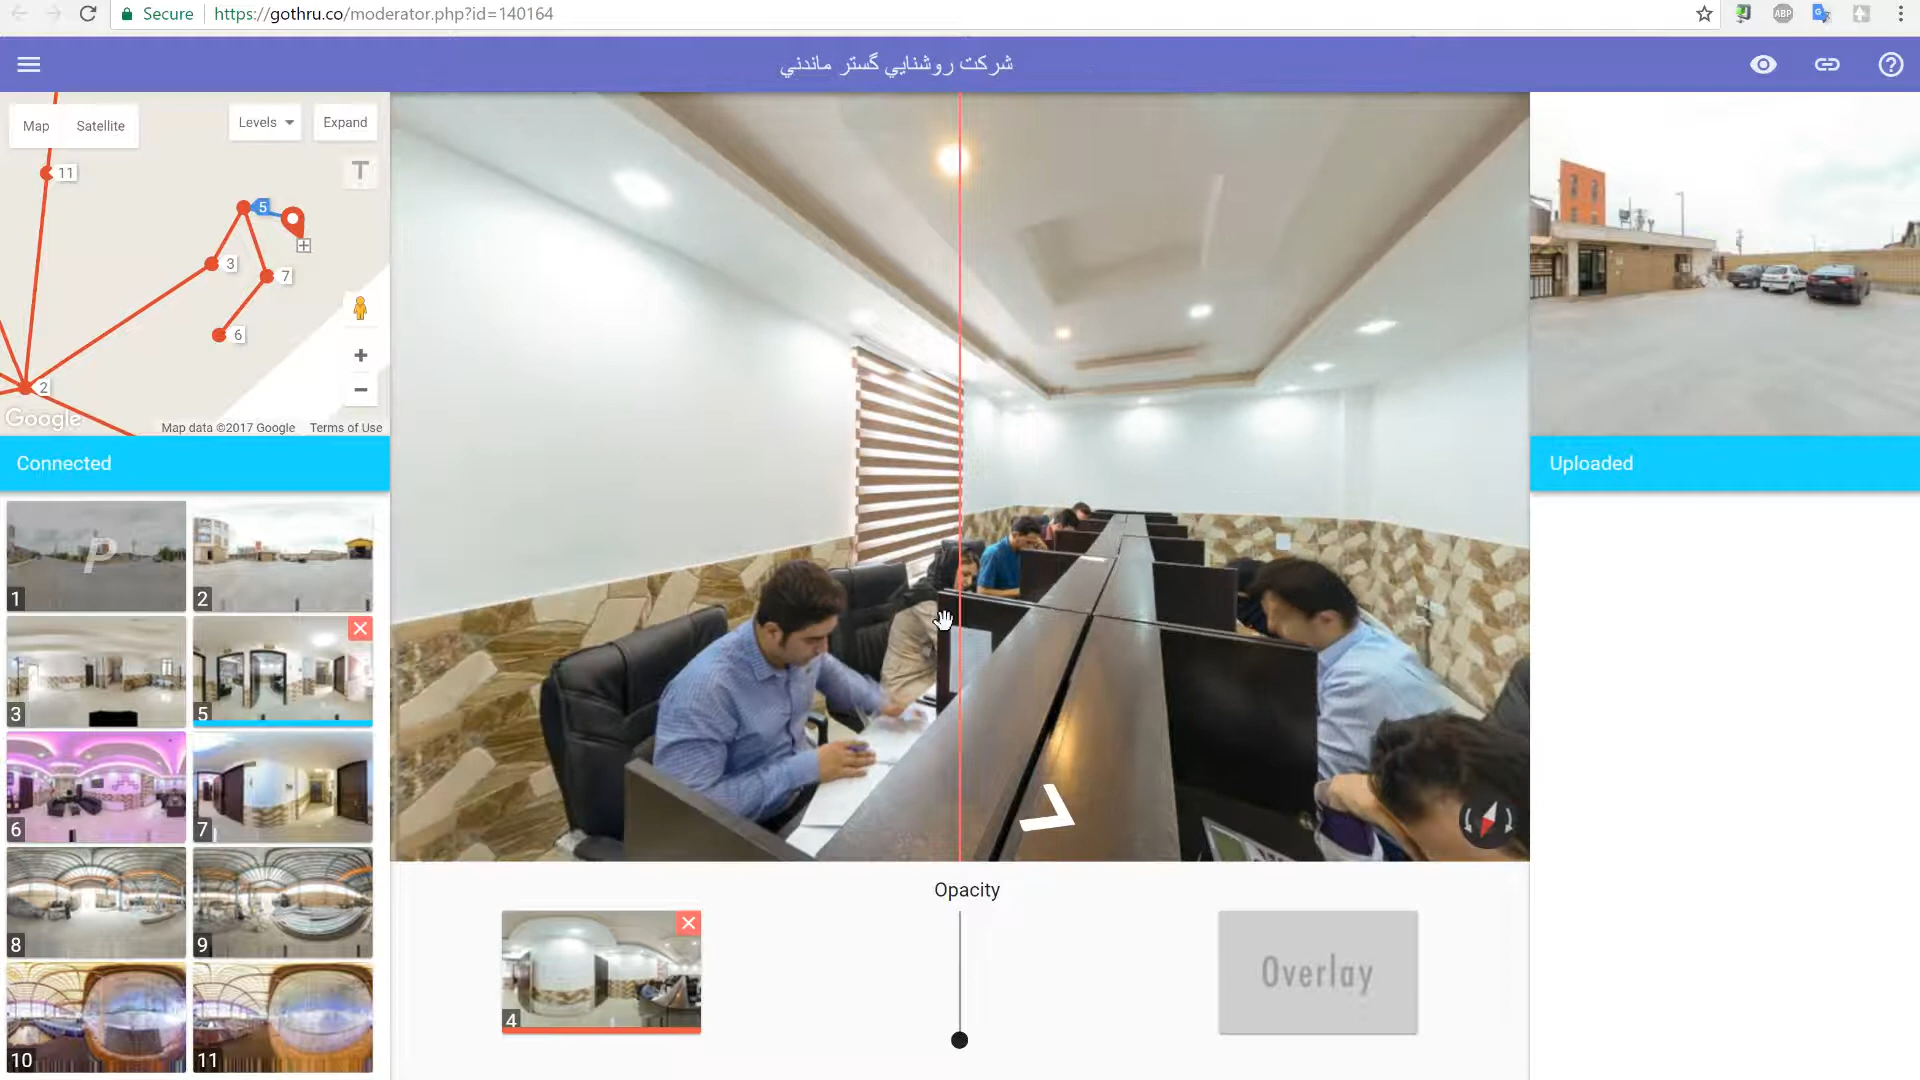 Secure
https://gothru.co/moderator.php?id=140164
ABP
شركت روشنايي گستر ماندني
Map
Satellite
Levels
Expand
T
11
5
3
7
6
2
Google
Map data ©2017 Google
Terms of Use
Connected
Uploaded
P
1
2
3
5
6
7
8
9
10
11
Opacity
4
Overlay